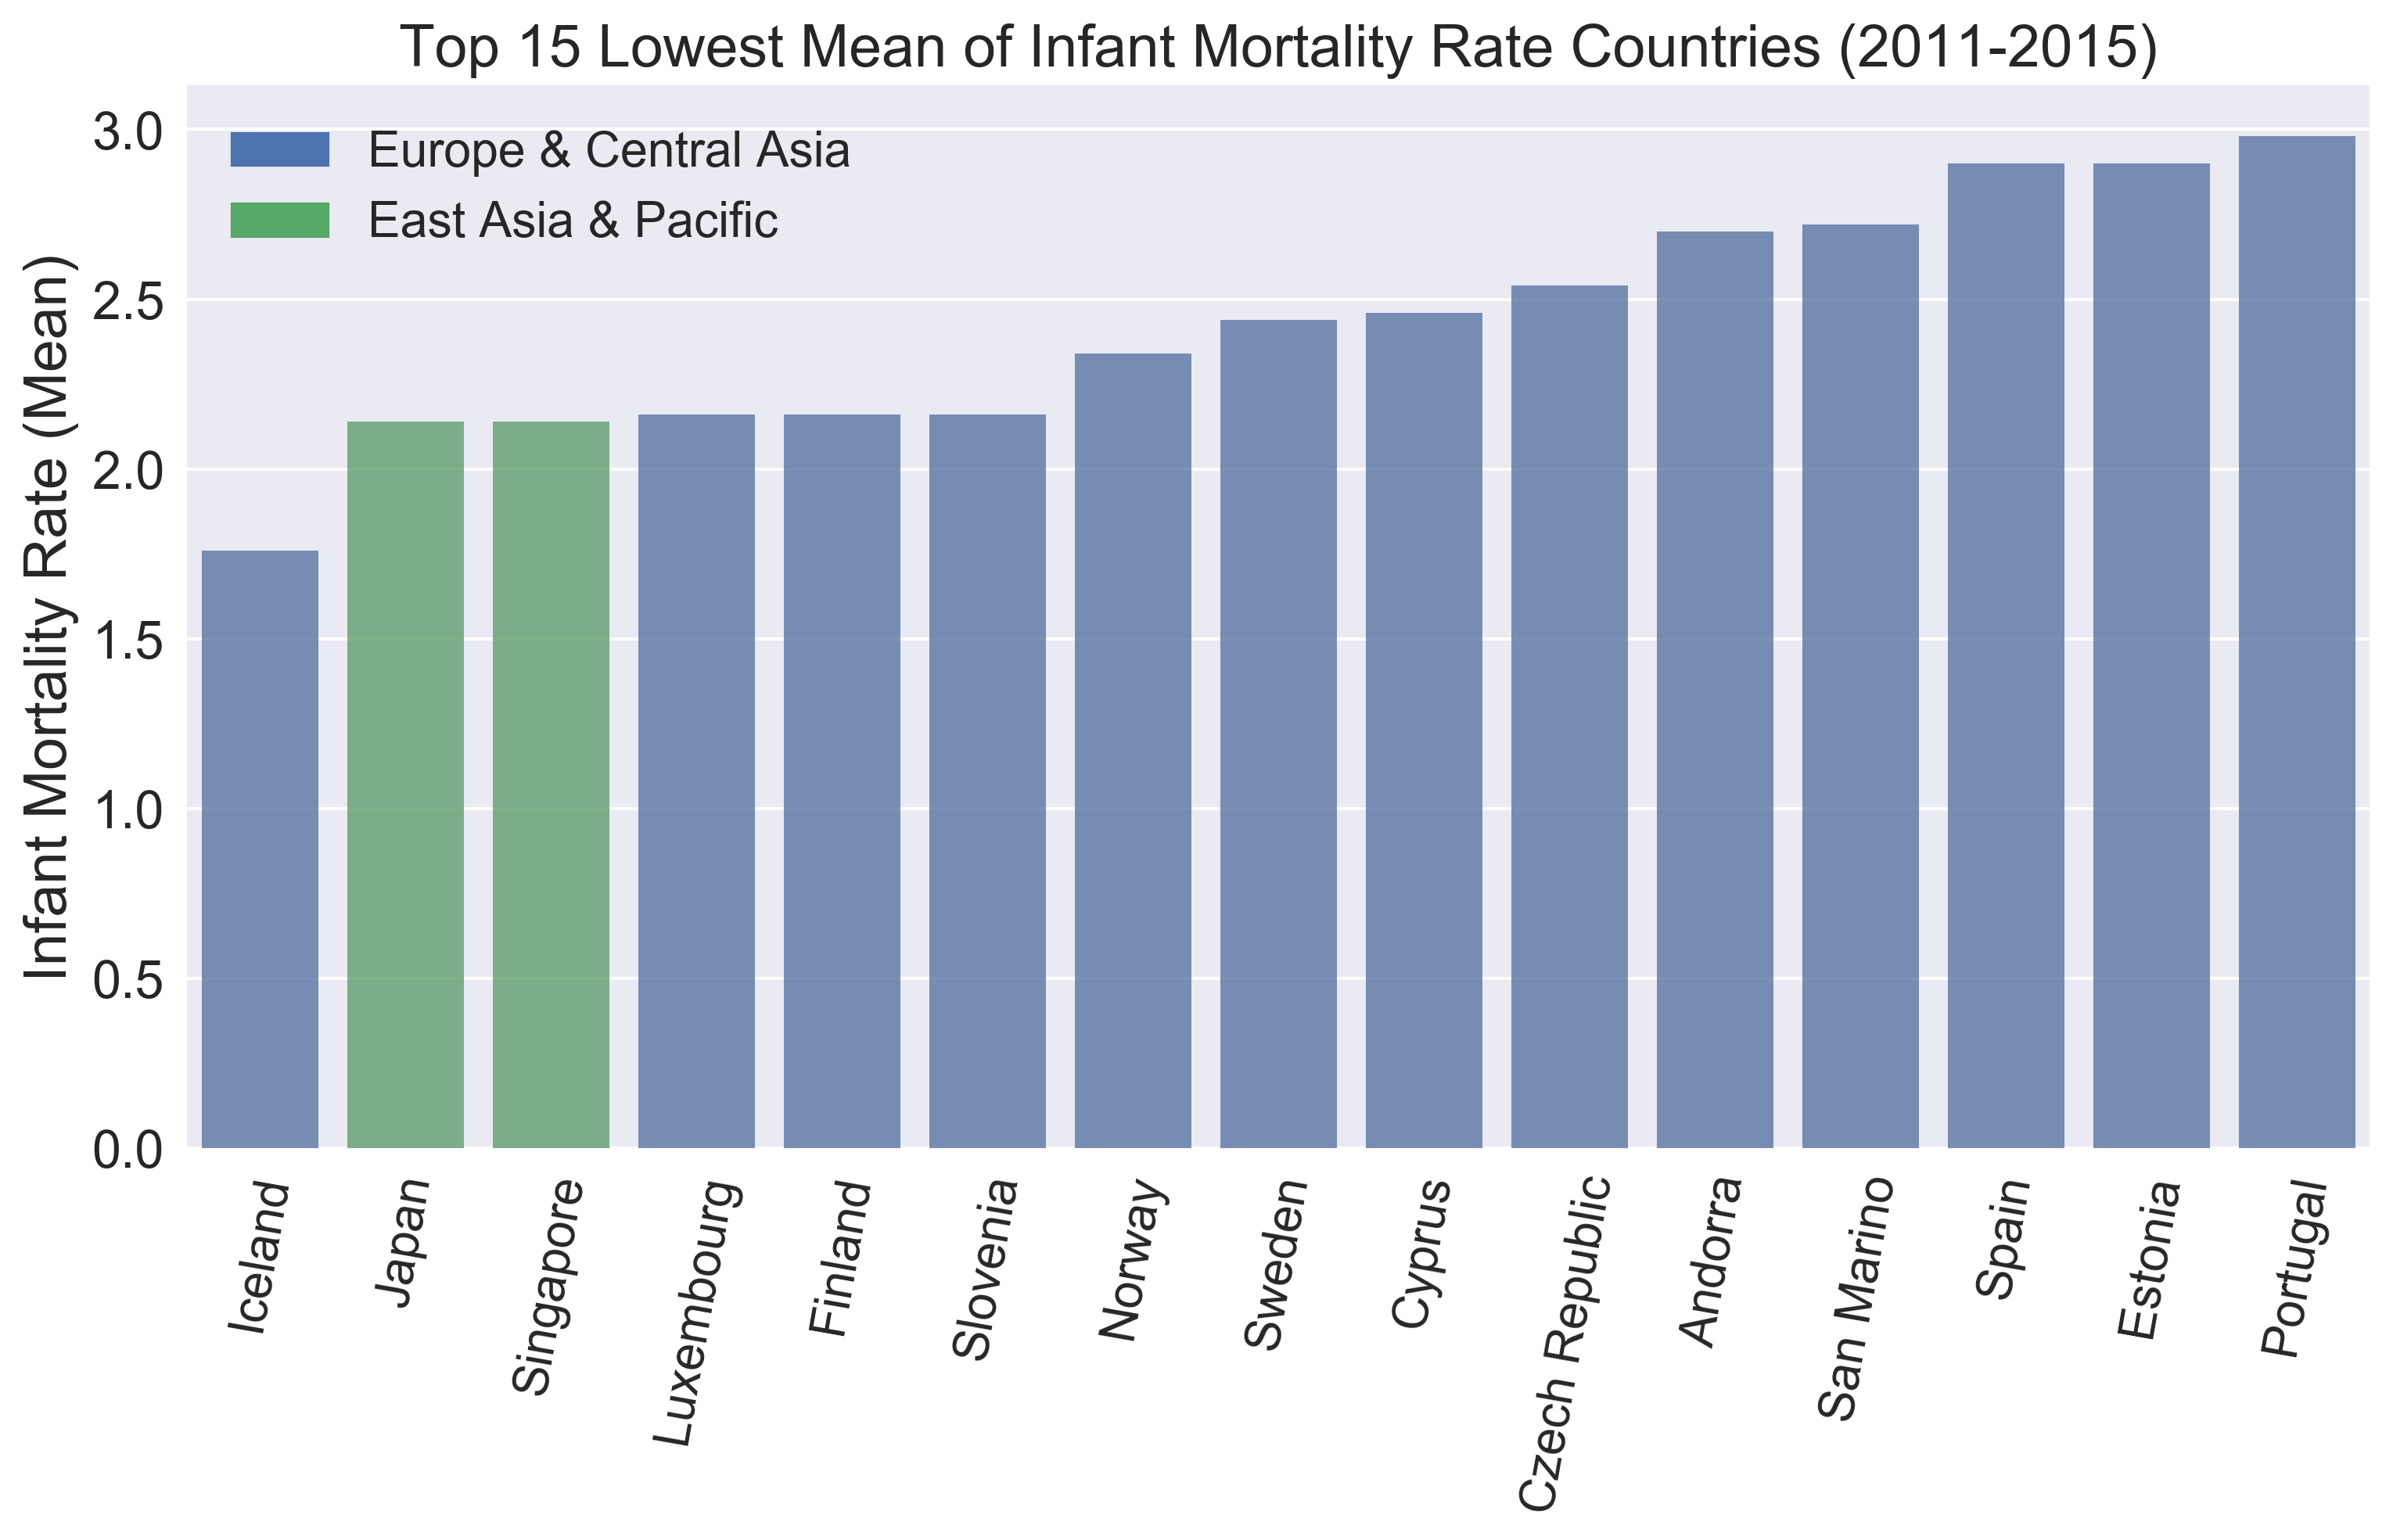 Top 15 Lowest Mean of Infant Mortality Rate Countries (2011-2015)
Europe & Central Asia
East Asia & Pacific
Infant Mortality Rate (Mean)
3.0
2.5
2.0
1.5
1.0
0.5
0.0
Iceland
Japan
Singapore
Luxembourg
Finland
Slovenia
Norway
Sweden
Cyprus
Czech Republic
Andorra
San Marino
Spain
Estonia
Portugal